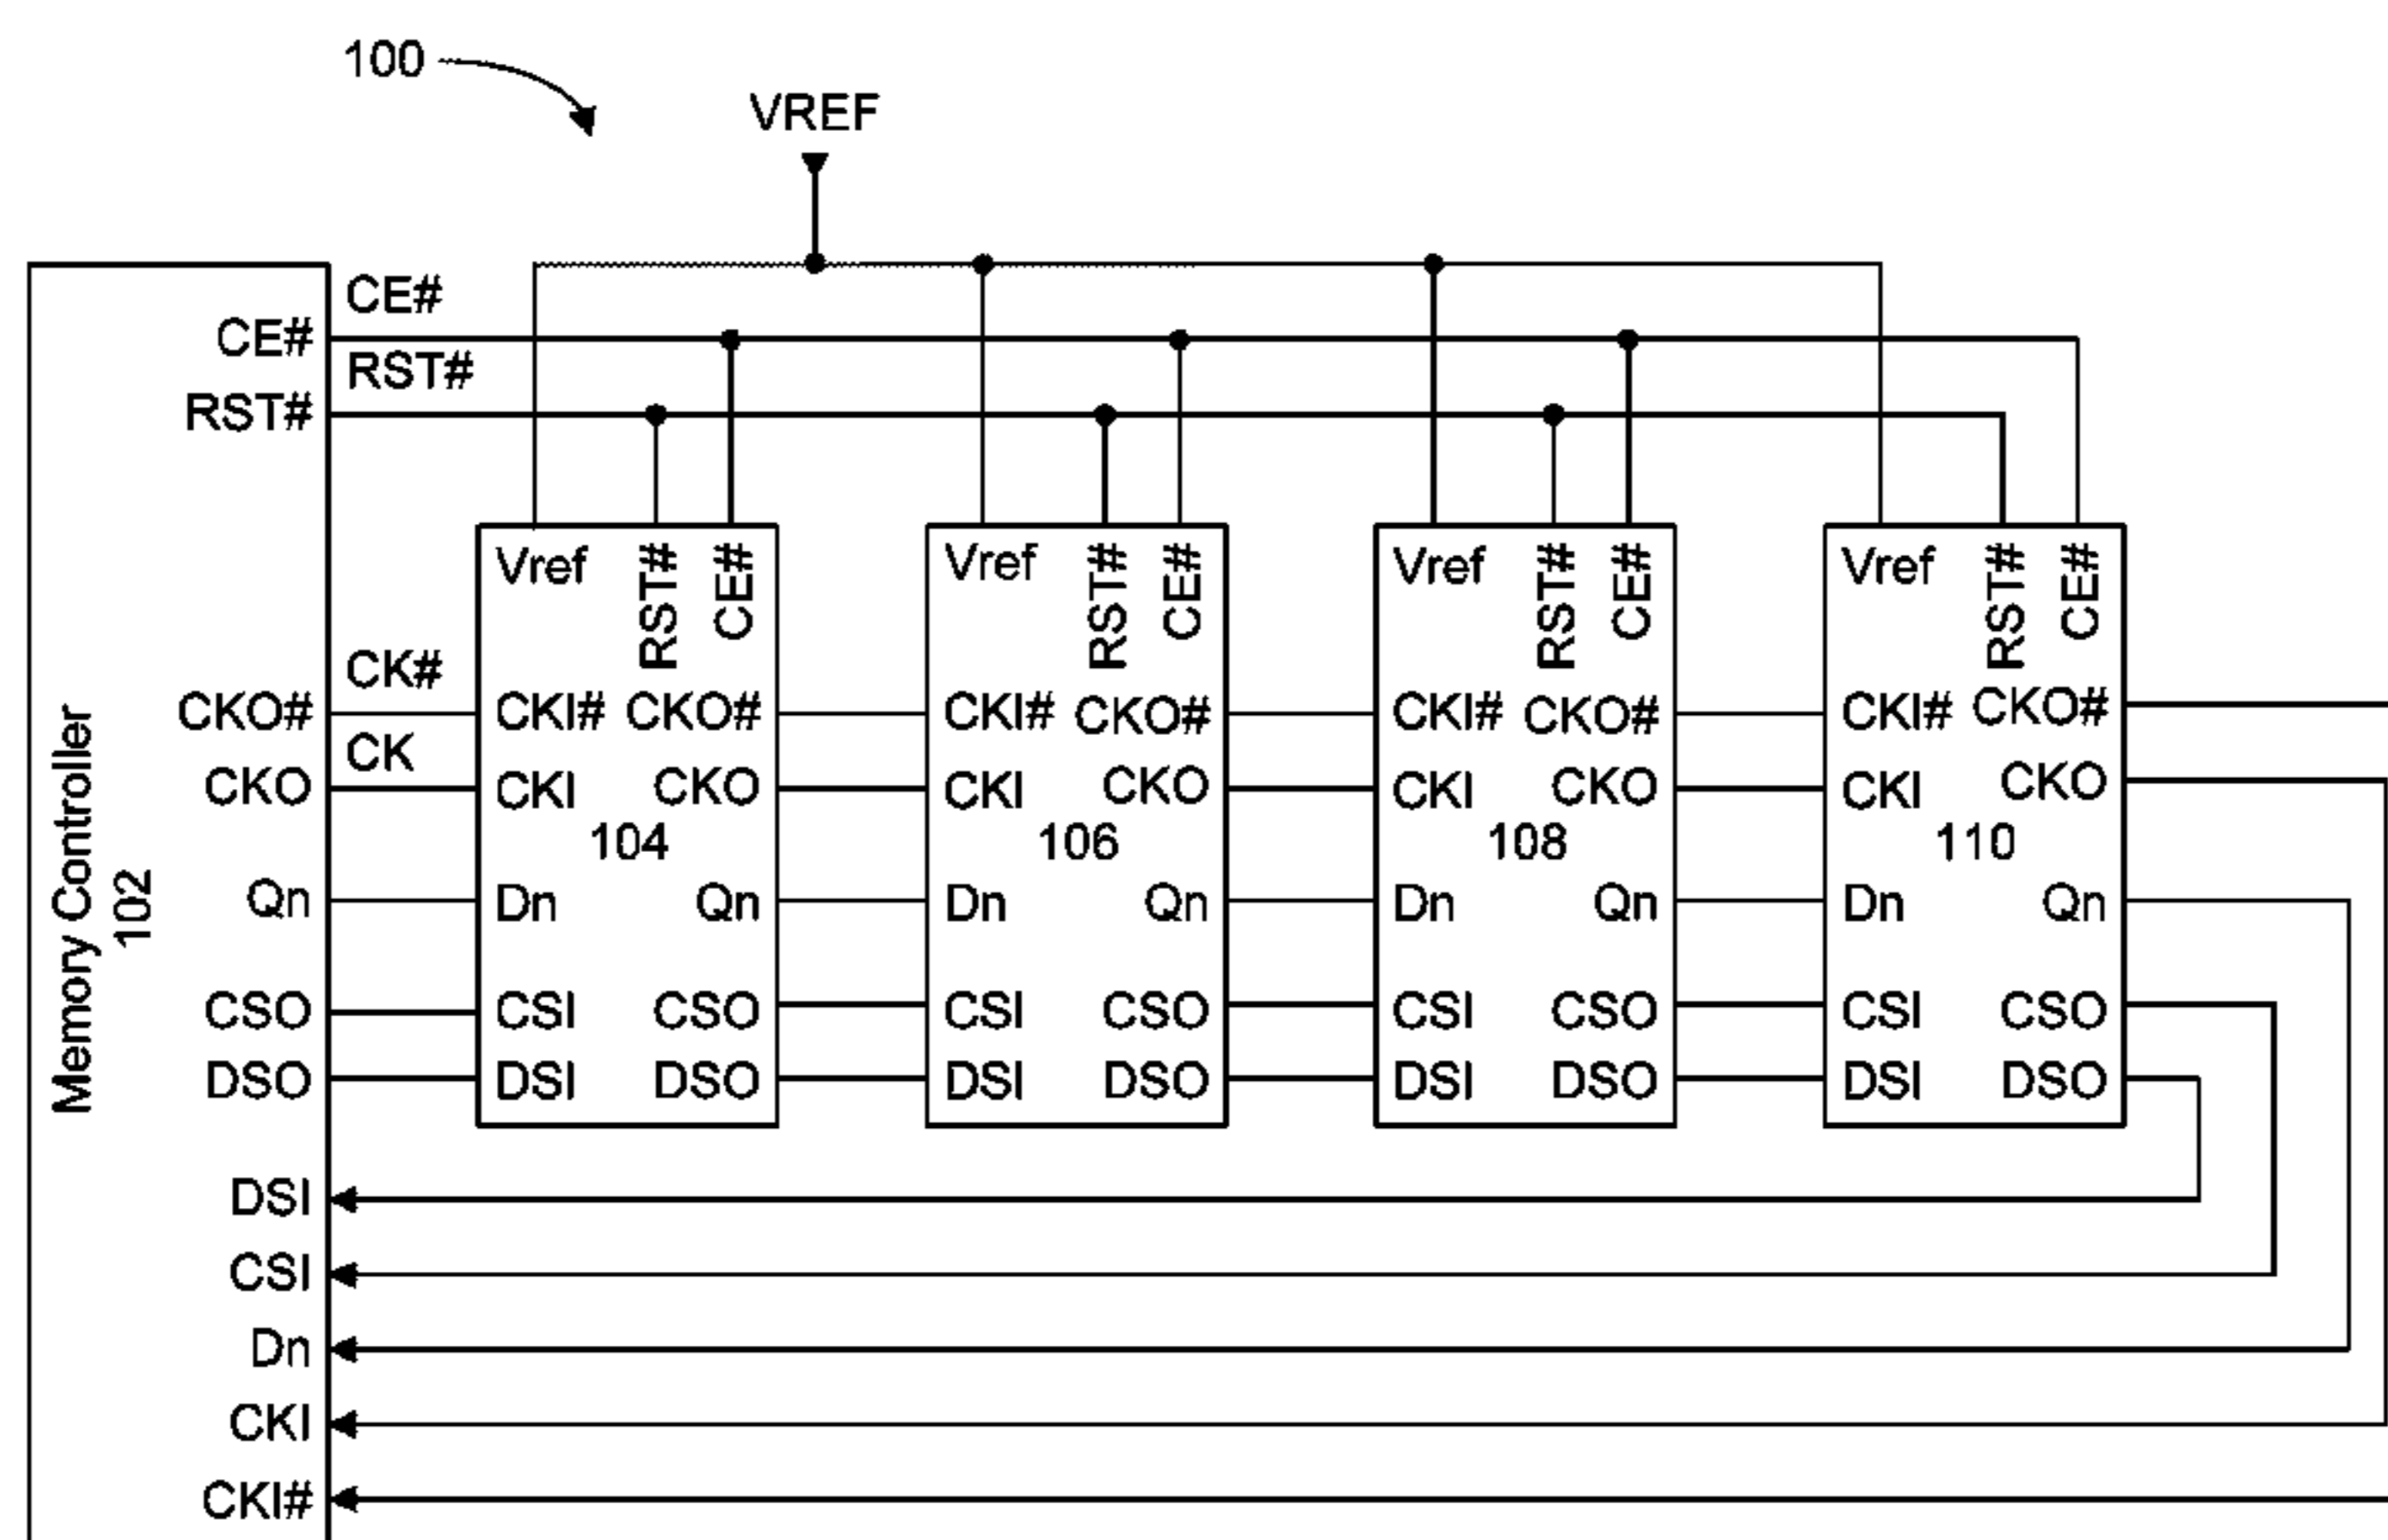 100
VREF
CE#
CE#
RST#
RST#
Vref RST# CE# Vref RST# CE# Vref RST# CE# Vref RST# CE#
CK#
CKO# CKI# CKO# CKI# CKO# CKI# CKO# CKI# CKO#
CK
CKO CKI CKO CKI CKO CKI CKO CKI CKO
104 106 108 110
Memory Controller
102
Qn Dn Qn Dn Qn Dn Qn Dn Qn
CSO CSI CSO CSI CSO CSI CSO CSI CSO
DSO DSI DSO DSI DSO DSI DSO DSI DSO
DSI
CSI
Dn
CKI
CKI#